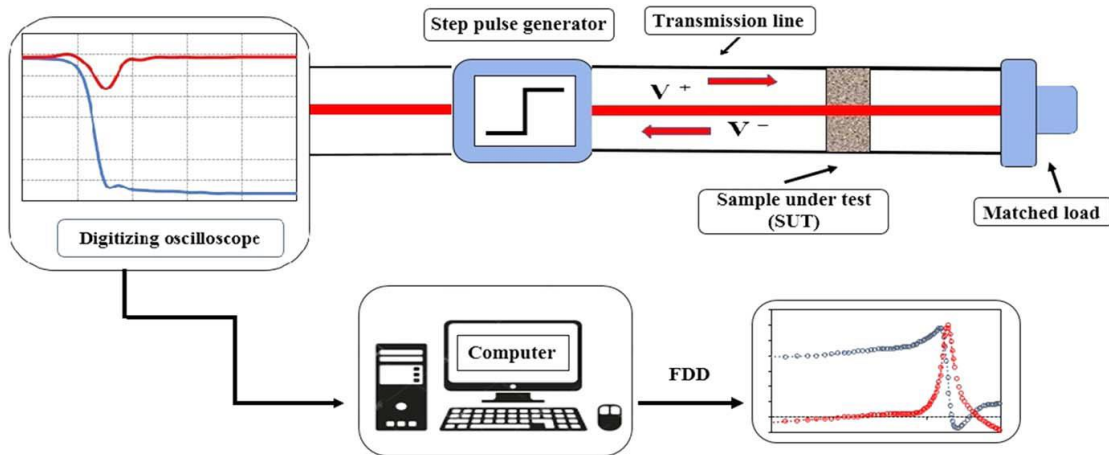 Step pulse generator
Transmission line
V +
V −
Sample under test
(SUT)
Matched load
Digitizing oscilloscope
Computer
FDD